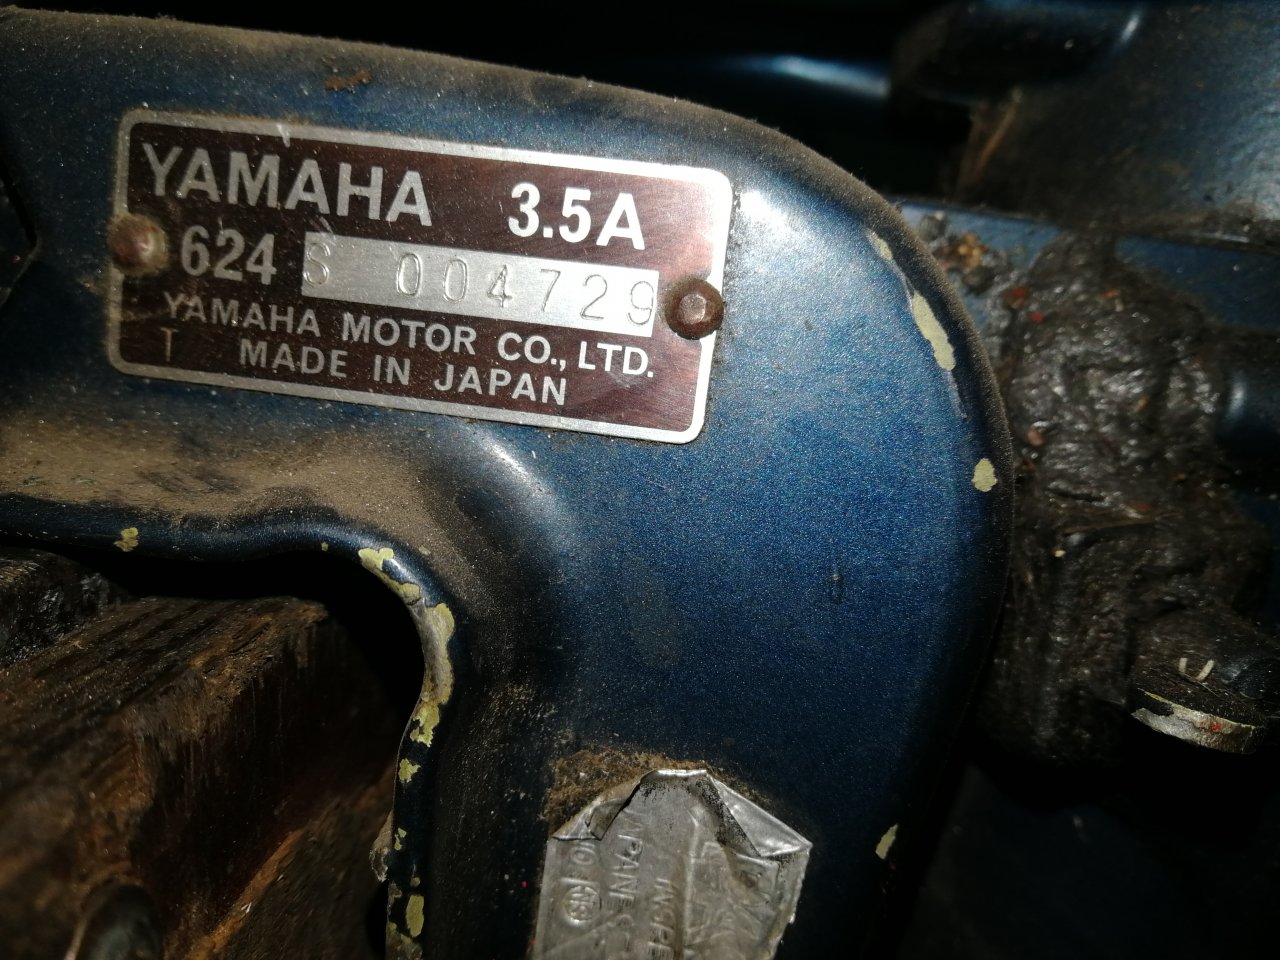 YAMAHA 3.5A
624 S 004729
YAMAHA MOTOR CO., LTD.
T MADE IN JAPAN